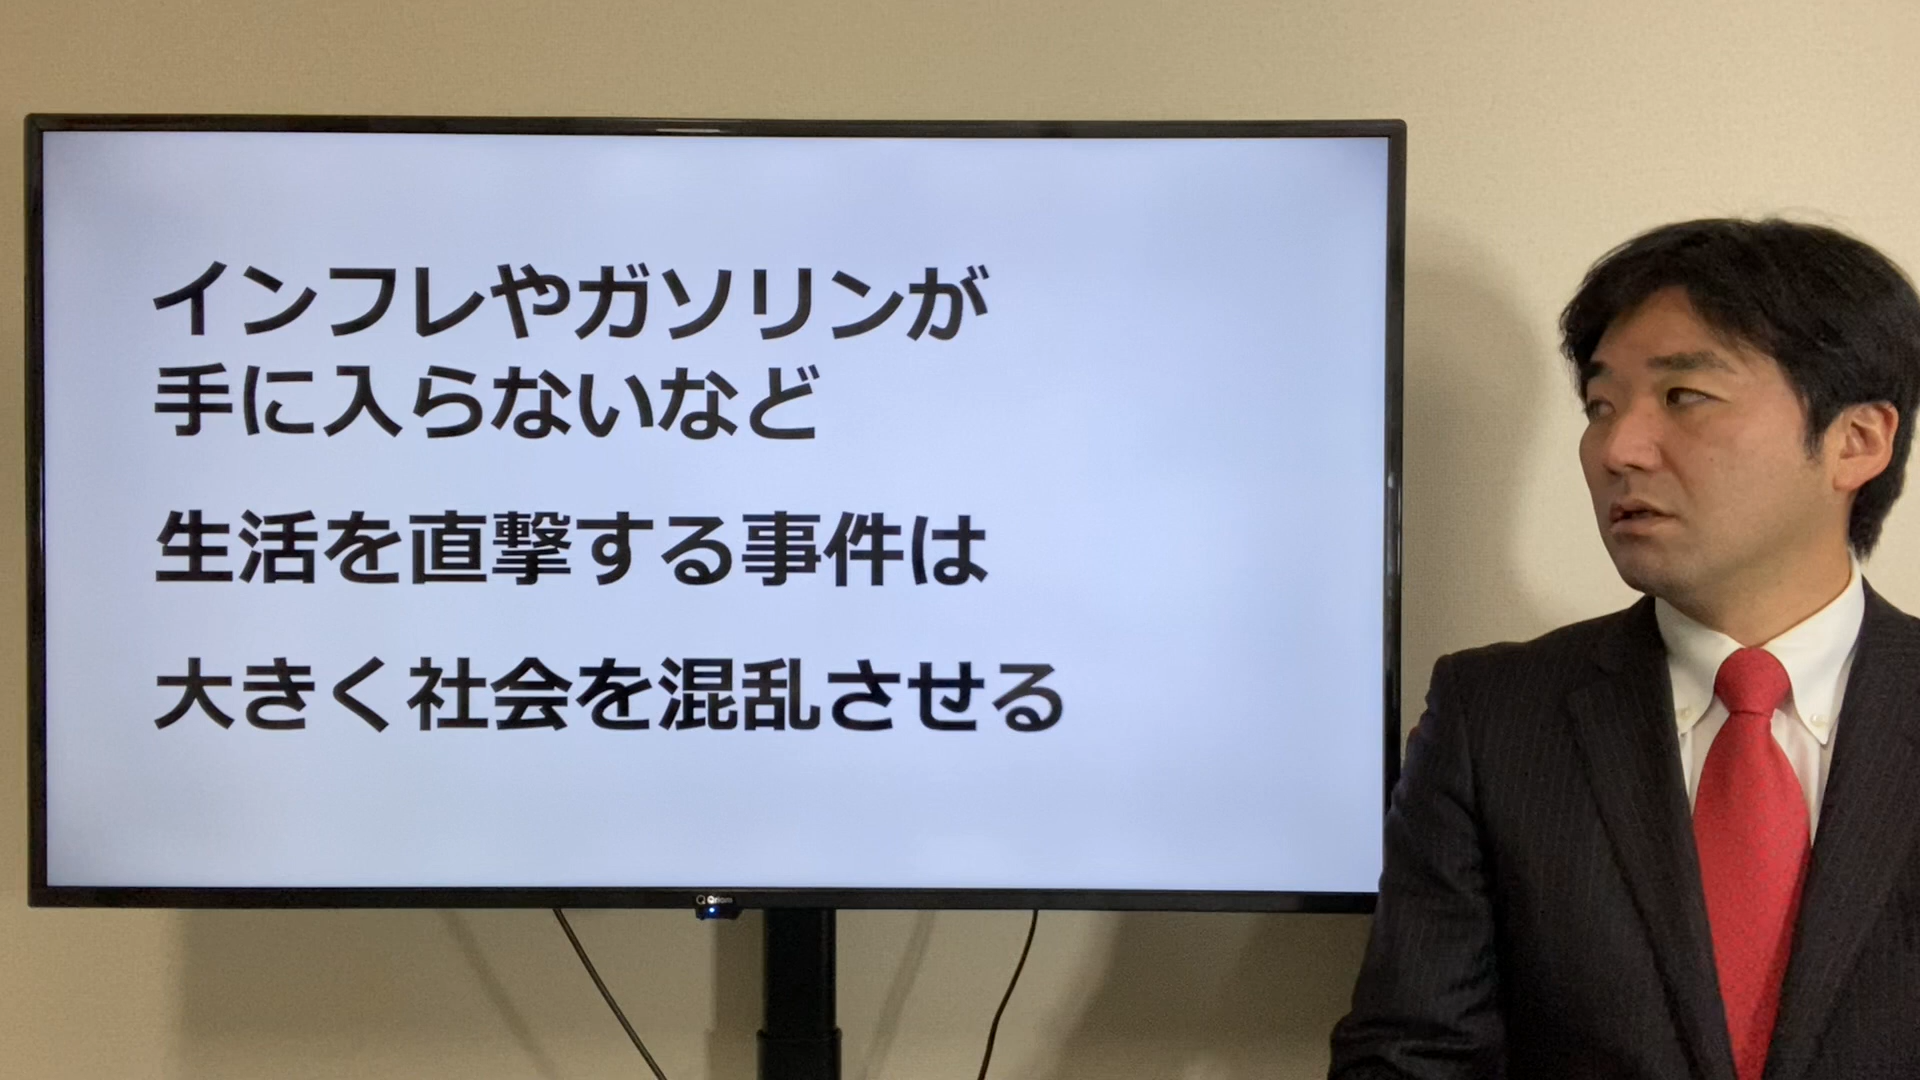 インフレやガソリンが
手に入らないなど
生活を直撃する事件は
大きく社会を混乱させる
Qriom